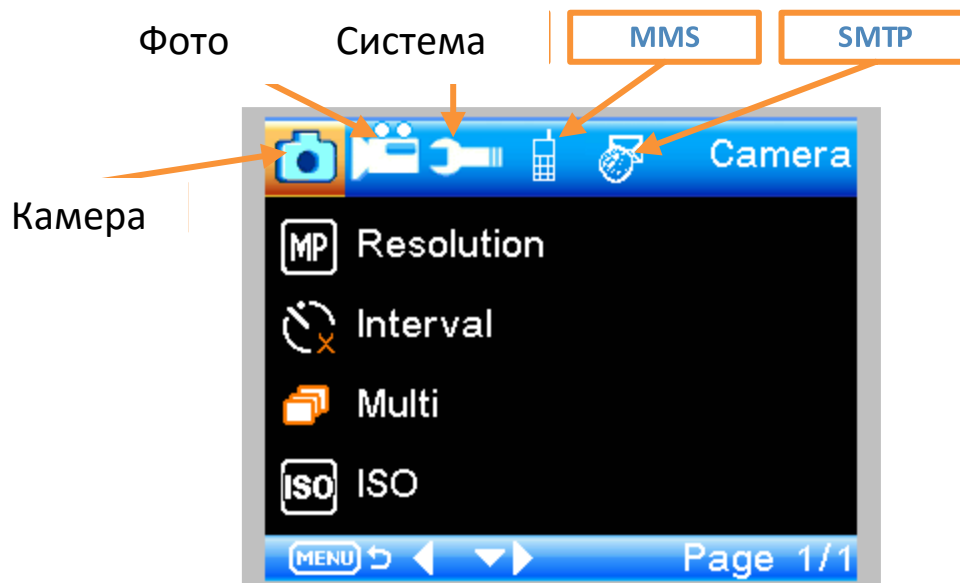 Фото Система MMS SMTP
Camera
Камера
MP Resolution
Interval
Multi
ISO ISO
MENU Page 1/1